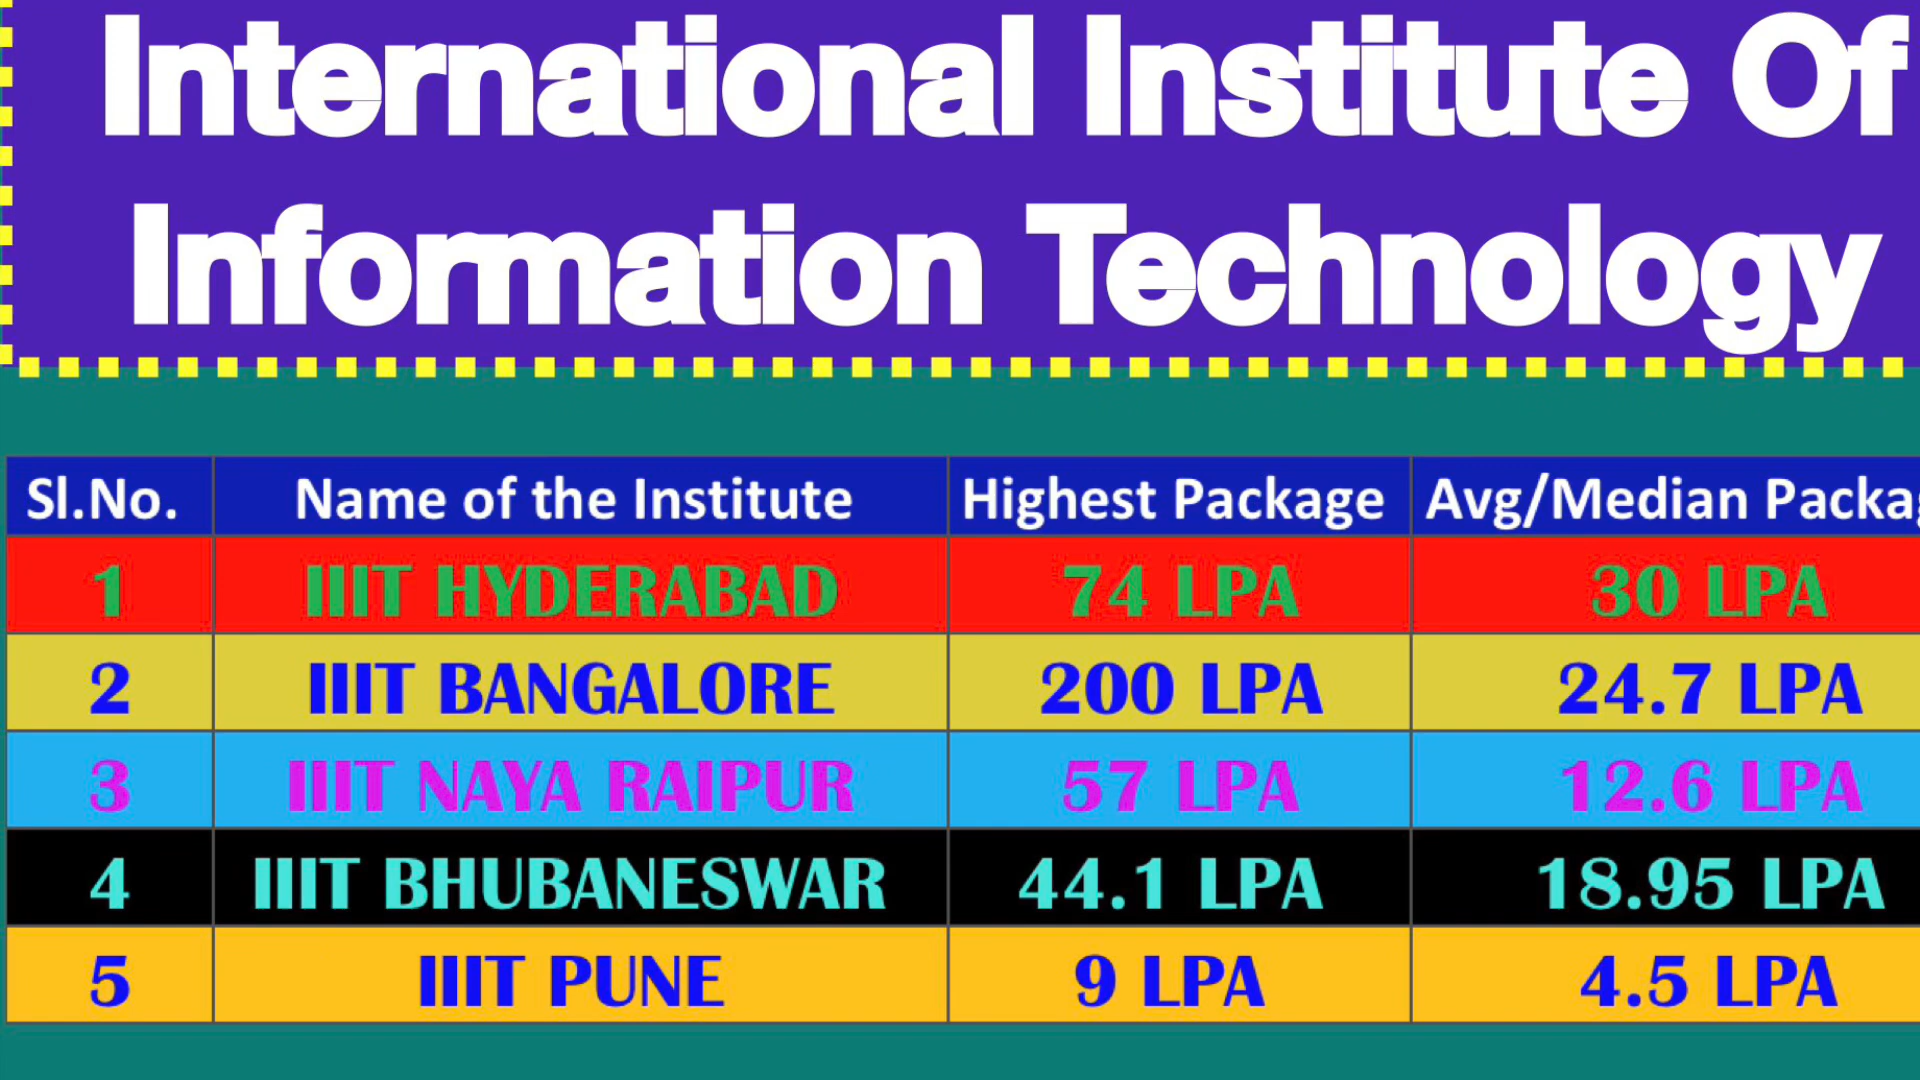 International Institute Of
Information Technology
Sl.No. Name of the Institute Highest Package Avg/Median
1 IIIT HYDERABAD 74 LPA 30 LPA
2 IIIT BANGALORE 200 LPA 24.7 LPA
3 IIIT NAYA RAIPUR 57 LPA 12.6 LPA
4 IIIT BHUBANESWAR 44.1 LPA 18.95 LPA
5 IIIT PUNE 9 LPA 4.5 LPA